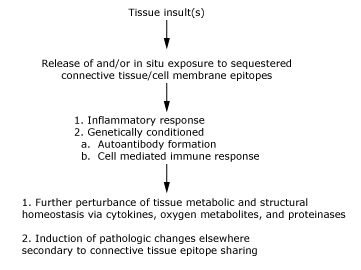 Tissue insult(s)
Release of and/or in situ exposure to sequestered
connective tissue/cell membrane epitopes
1. Inflammatory response
2. Genetically conditioned
a. Autoantibody formation
b. Cell mediated immune response
1. Further perturbance of tissue metabolic and structural
homeostasis via cytokines, oxygen metabolites, and proteinases
2. Induction of pathologic changes elsewhere
secondary to connective tissue epitope sharing